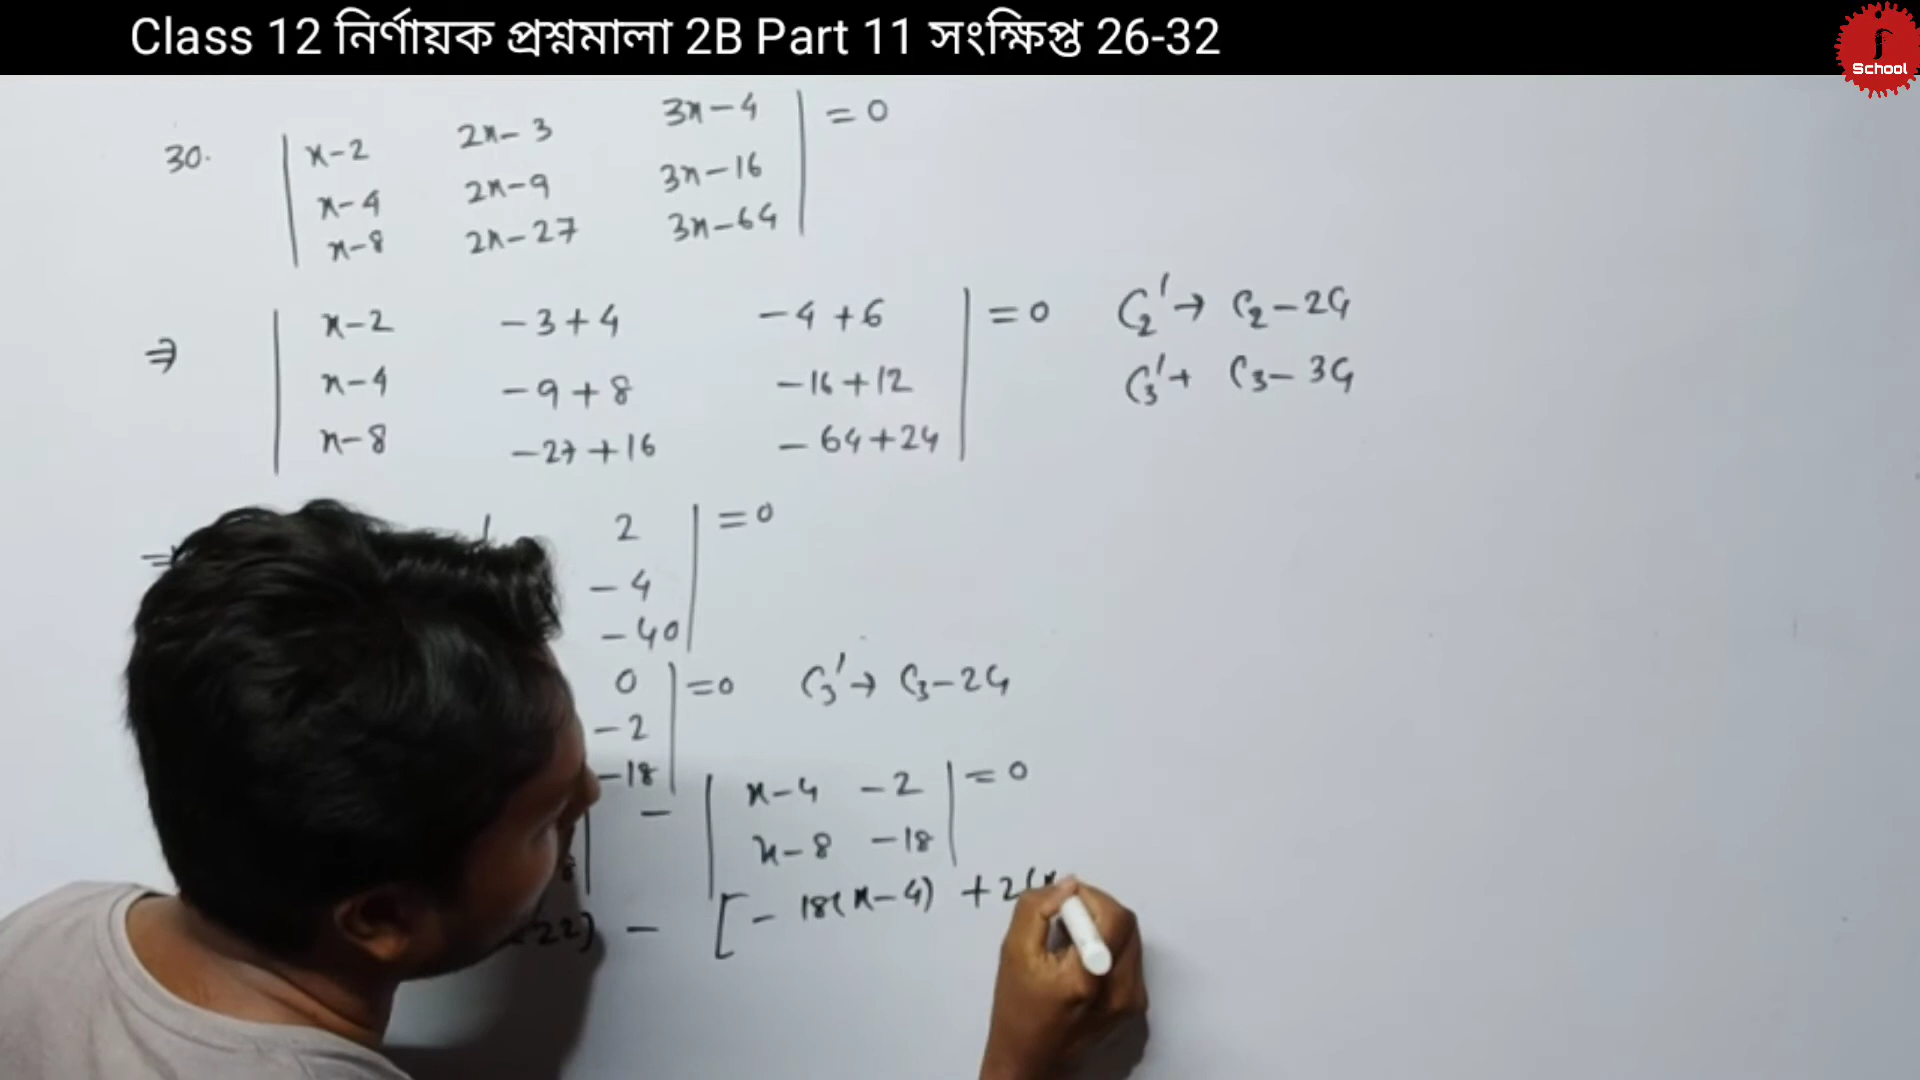 Class 12 নির্ণায়ক প্রশ্নমালা 2B Part 11 সংক্ষিপ্ত 26-32
School
30. | x-2 2x-3 3x-4 | = 0
| x-4 2x-9 3x-16 |
| x-8 2x-27 3x-64 |
⇒ | x-2 -3+4 -4+6 | = 0 C₂' → C₂-2C₁
| x-4 -9+8 -16+12 | C₃' → C₃-3C₁
| x-8 -27+16 -64+24 |
2 | = 0
-4 |
-40 |
0 | = 0 C₃' → C₃-2C₁
-2 |
-18 |
- | x-4 -2 | = 0
| x-8 -18 |
22) - [ -18(x-4) +2(x